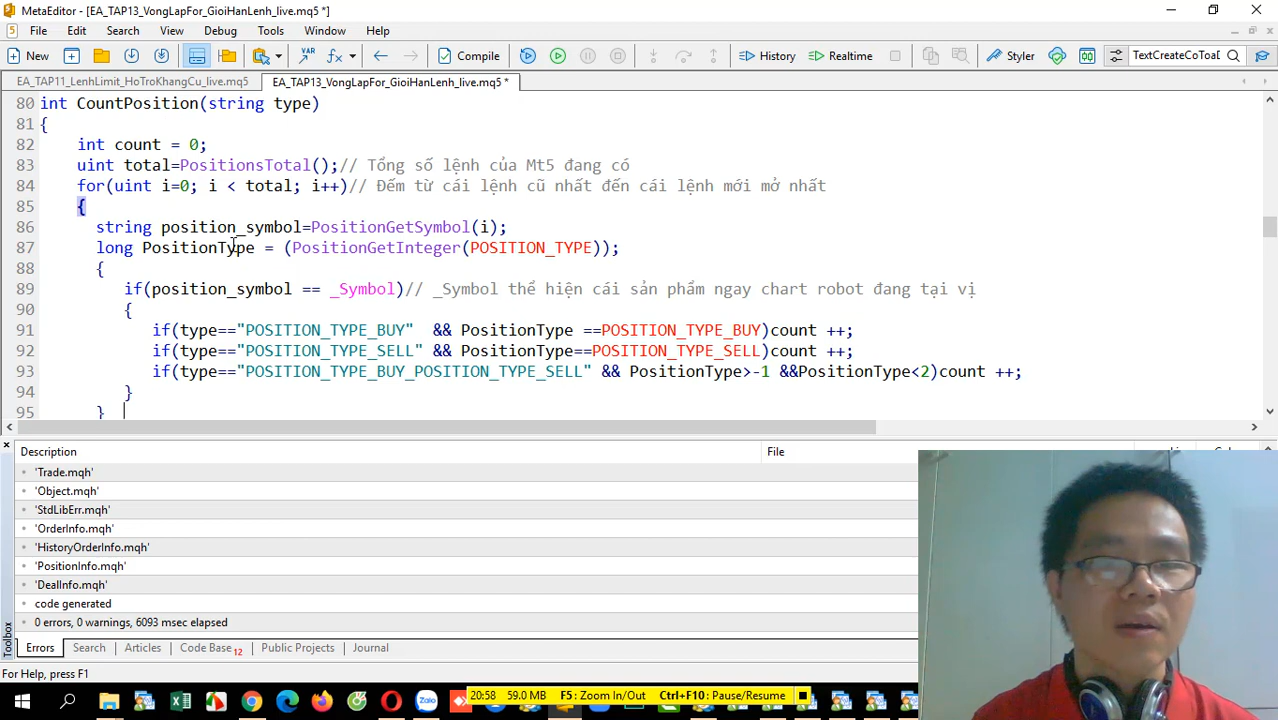 MetaEditor - [EA_TAP13_VongLapFor_GioiHanLenh_live.mq5 *]
File Edit Search View Debug Tools Window Help
New VAR Compile History Realtime Styler TextCreateCoToaĐ
EA_TAP11_LenhLimit_HoTroKhangCu_live.mq5 EA_TAP13_VongLapFor_GioiHanLenh_live.mq5 *
80 int CountPosition(string type)
81 {
82 int count = 0;
83 uint total=PositionsTotal();// Tổng số lệnh của Mt5 đang có
84 for(uint i=0; i < total; i++)// Đếm từ cái lệnh cũ nhất đến cái lệnh mới mở nhất
85 {
86 string position_symbol=PositionGetSymbol(i);
87 long PositionType = (PositionGetInteger(POSITION_TYPE));
88 {
89 if(position_symbol == _Symbol)// _Symbol thể hiện cái sản phẩm ngay chart robot đang tại vị
90 {
91 if(type=="POSITION_TYPE_BUY" && PositionType ==POSITION_TYPE_BUY)count ++;
92 if(type=="POSITION_TYPE_SELL" && PositionType==POSITION_TYPE_SELL)count ++;
93 if(type=="POSITION_TYPE_BUY_POSITION_TYPE_SELL" && PositionType>-1 &&PositionType<2)count ++;
94 }
95 }
Description File
'Trade.mqh'
'Object.mqh'
'StdLibErr.mqh'
'OrderInfo.mqh'
'HistoryOrderInfo.mqh'
'PositionInfo.mqh'
'DealInfo.mqh'
code generated
0 errors, 0 warnings, 6093 msec elapsed
Toolbox
Errors Search Articles Code Base 12 Public Projects Journal
For Help, press F1
Zalo 20:58 59.0 MB F5: Zoom In/Out Ctrl+F10: Pause/Resume